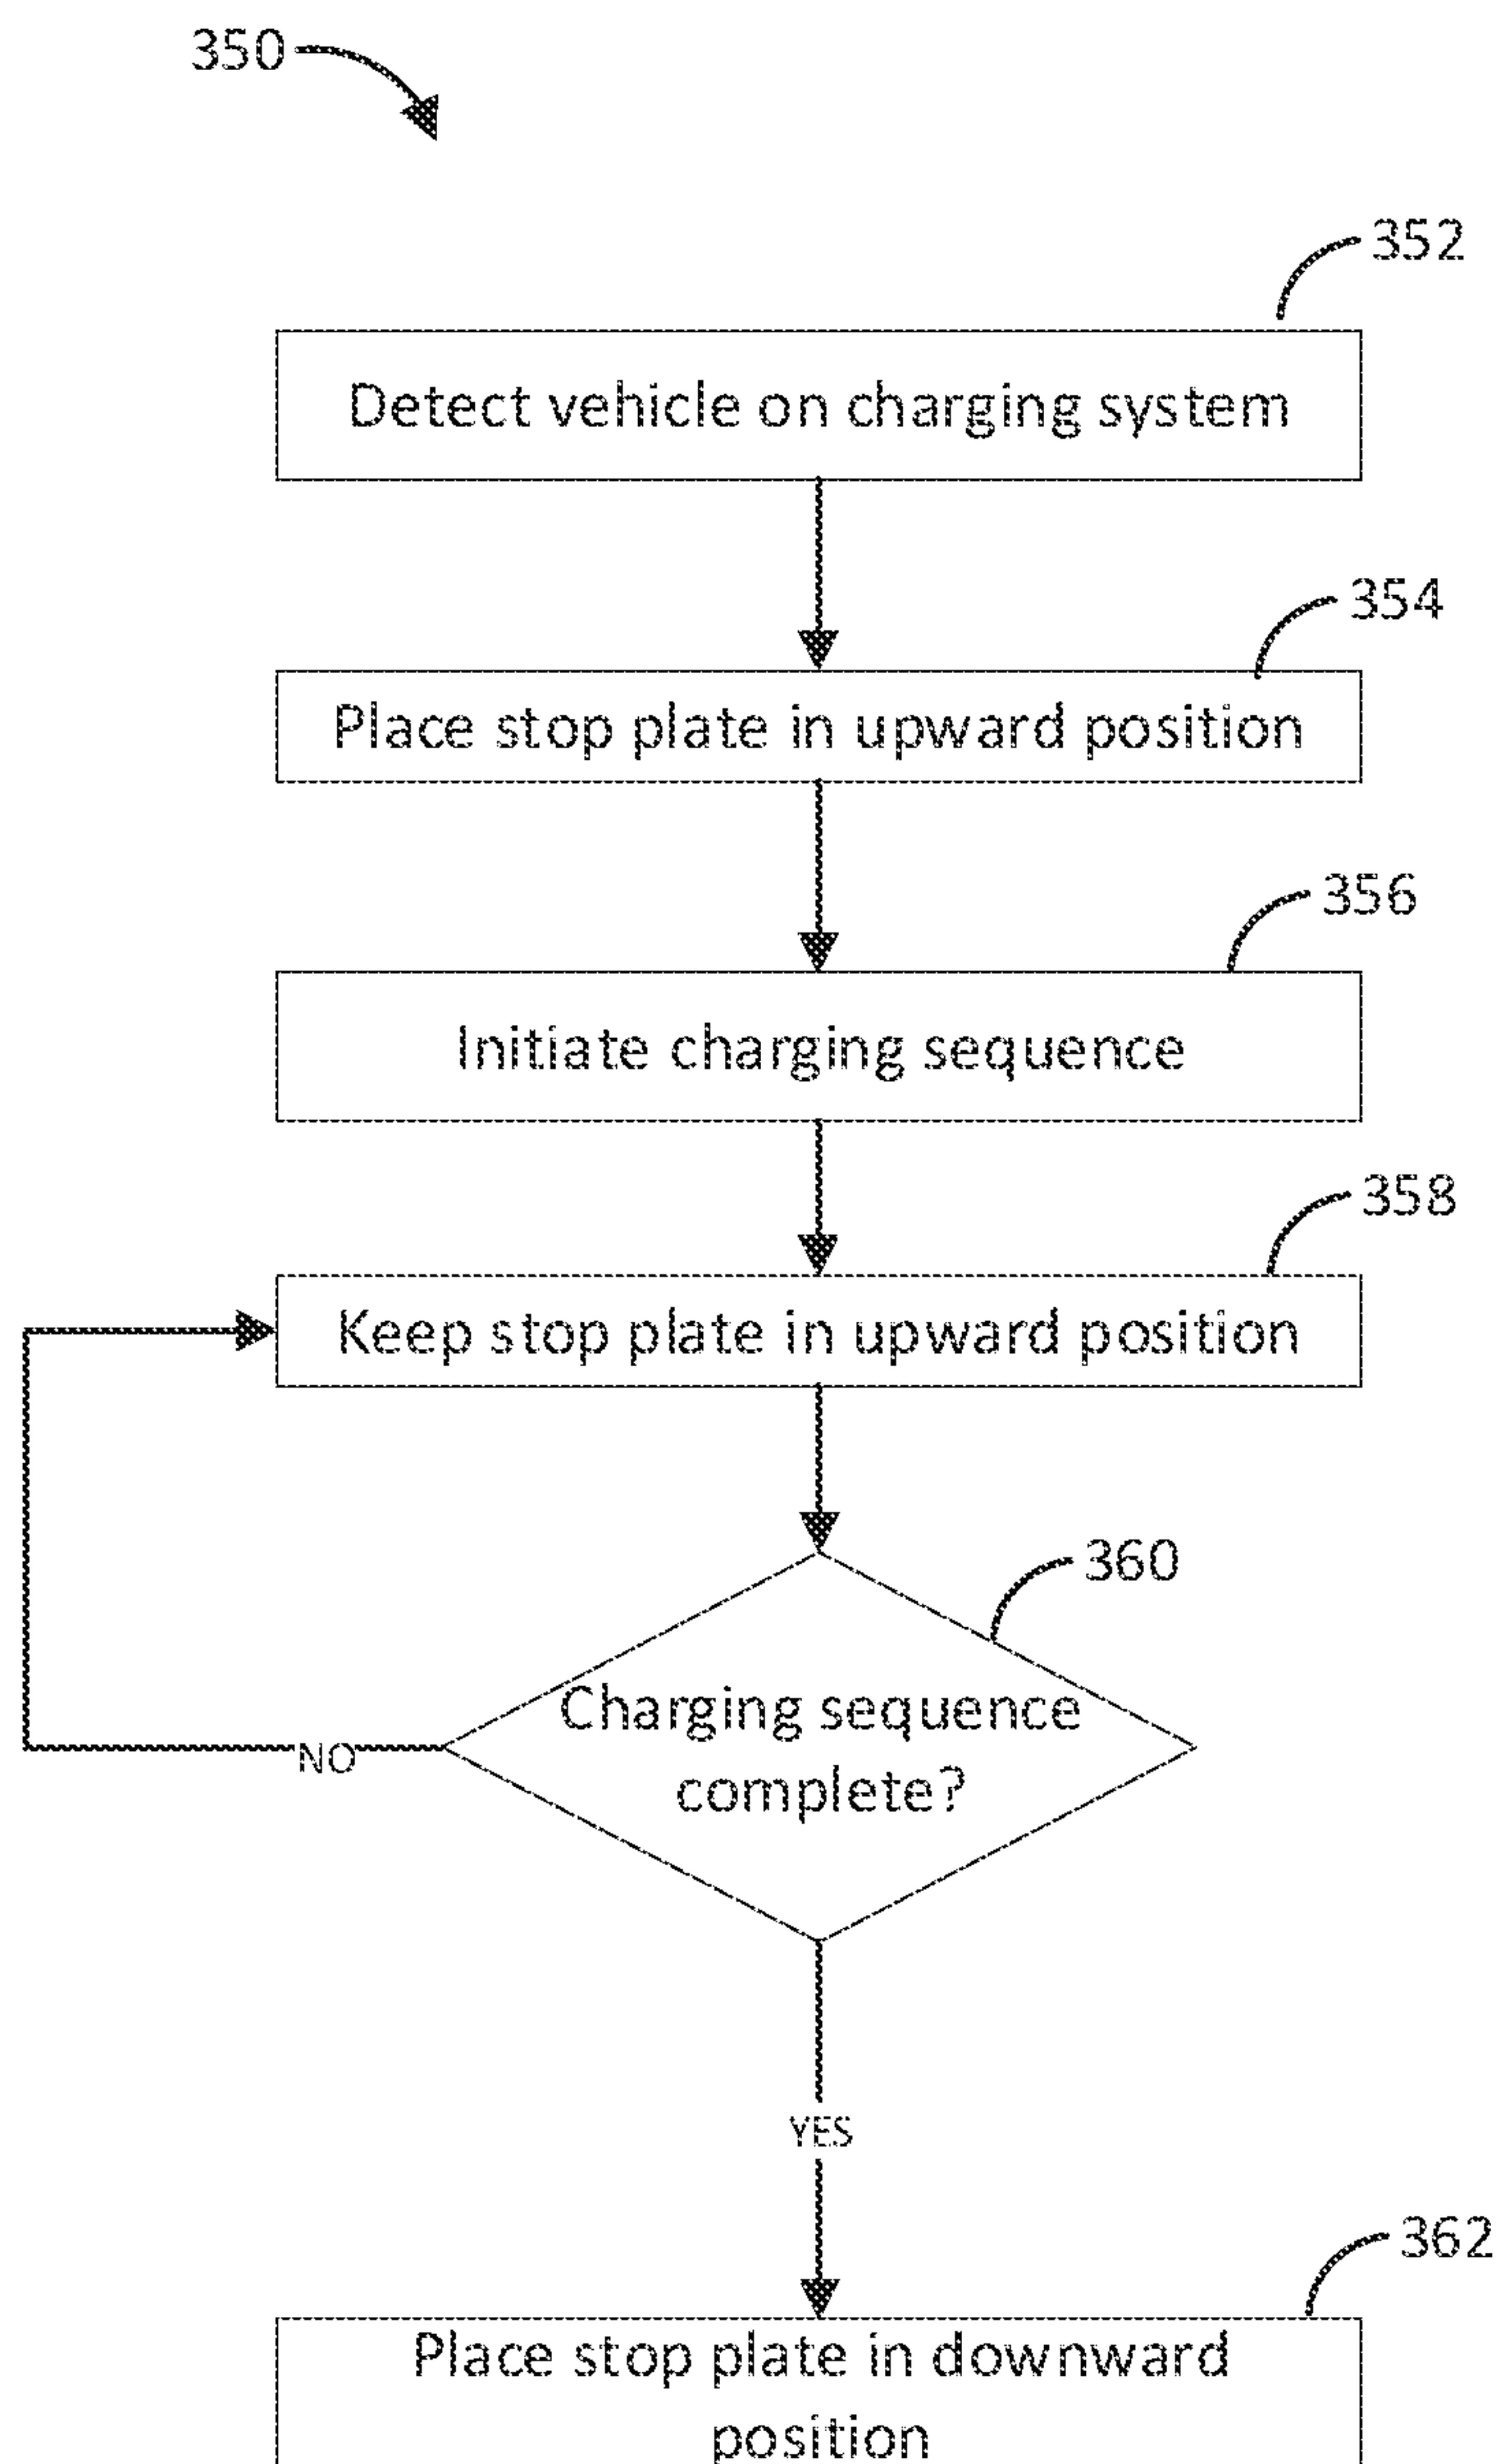 350
352
Detect vehicle on charging system
354
Place stop plate in upward position
356
Initiate charging sequence
358
Keep stop plate in upward position
360
Charging sequence
complete?
NO
YES
362
Place stop plate in downward
position